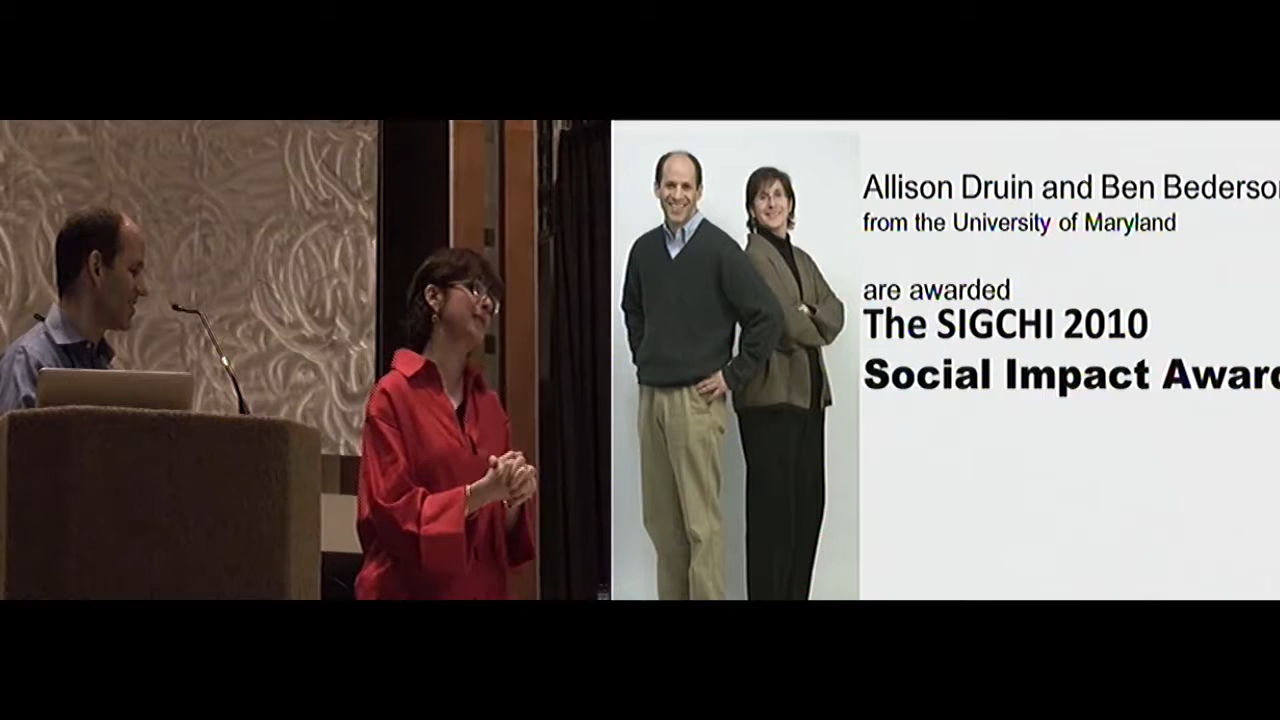 Allison Druin and Ben Bederso
from the University of Maryland
are awarded
The SIGCHI 2010
Social Impact Awar